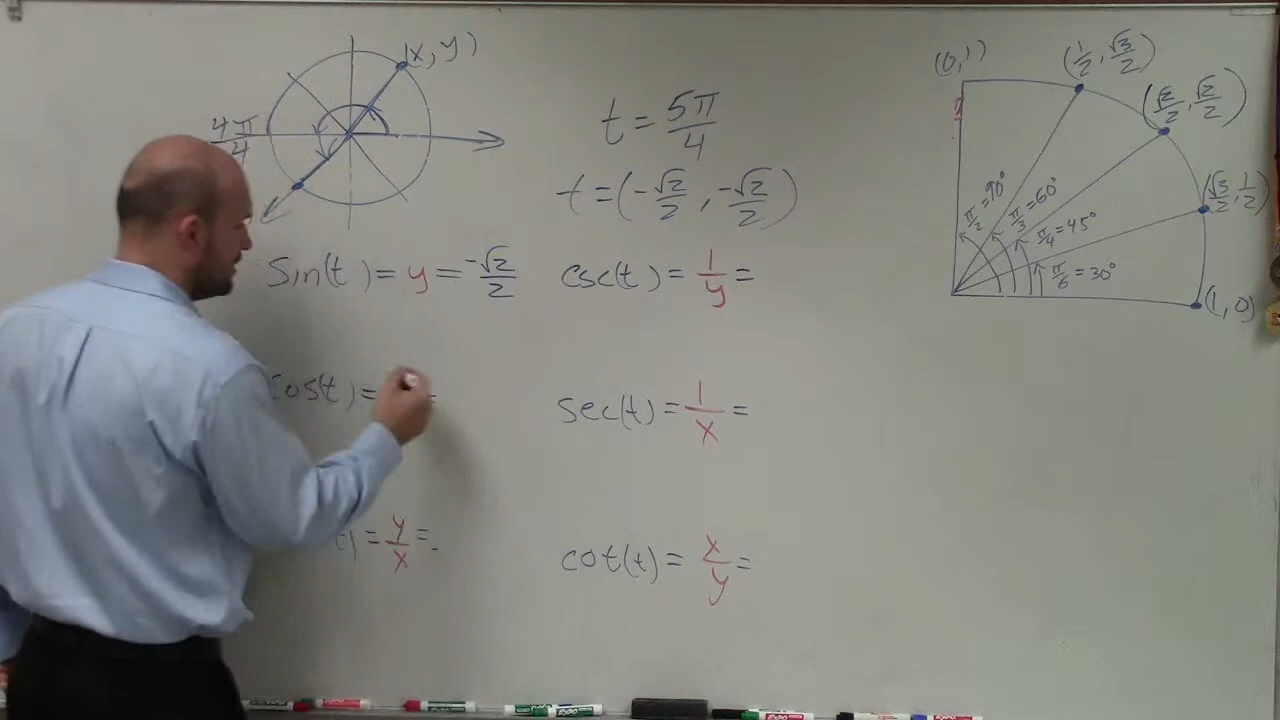 (x, y)
4π/4
t = 5π/4
t = (-√2/2, -√2/2)
Sin(t) = y = -√2/2
csc(t) = 1/y =
cos(t) =
sec(t) = 1/x =
t) = y/x =
cot(t) = x/y =
(0, 1)
(1/2, √3/2)
(√2/2, √2/2)
(√3/2, 1/2)
(1, 0)
π/2 = 90°
π/3 = 60°
π/4 = 45°
π/6 = 30°